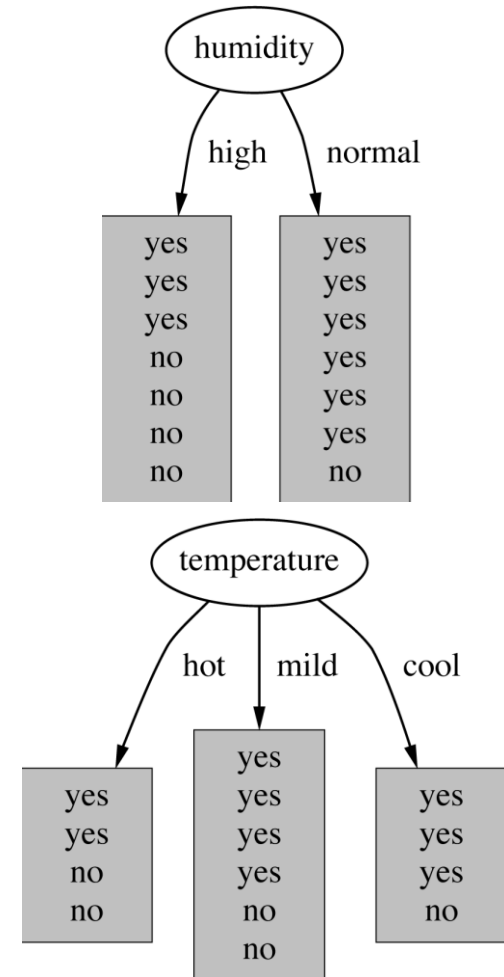 humidity
high normal
yes yes
yes yes
yes yes
no yes
no yes
no yes
no no
temperature
hot mild cool
yes
yes yes yes
yes yes yes
no yes yes
no no no
no